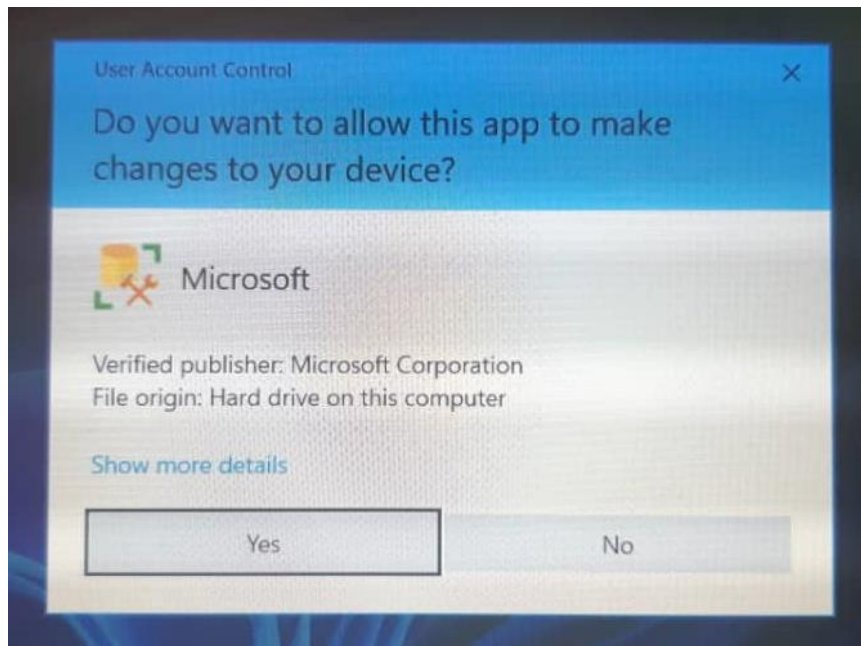 User Account Control
Do you want to allow this app to make
changes to your device?
Microsoft
Verified publisher: Microsoft Corporation
File origin: Hard drive on this computer
Show more details
Yes
No